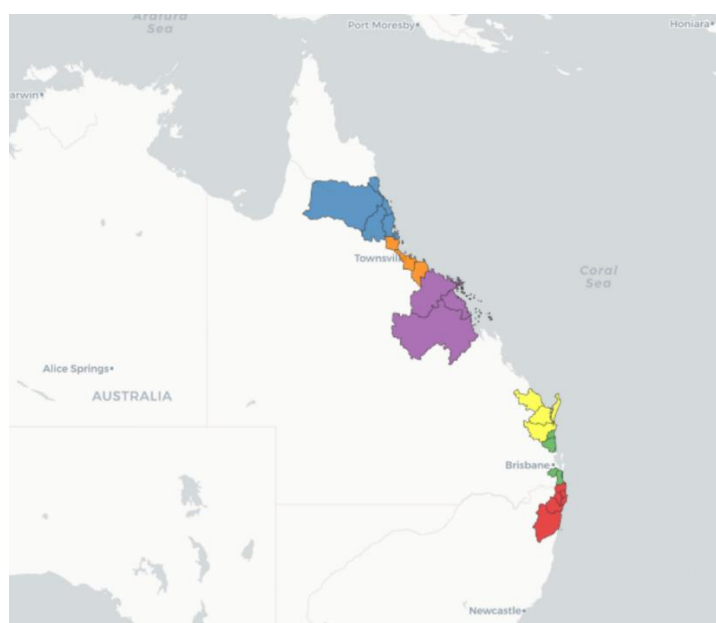 Arafura
Sea
Port Moresby
Honiara
arwin
Townsvill
Coral
Sea
Alice Springs
AUSTRALIA
Brisbane
Newcastle